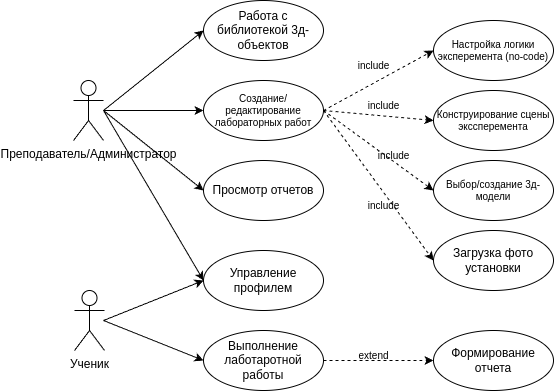 Работа с
библиотекой 3д-
объектов
Создание/
редактирование
лабораторных работ
Просмотр отчетов
Управление
профилем
Выполнение
лаботаротной
работы
Преподаватель/Администратор
Ученик
include
include
include
include
extend
Настройка логики
эксперемента (no-code)
Конструирование сцены
экссперемента
Выбор/создание 3д-
модели
Загрузка фото
установки
Формирование
отчета